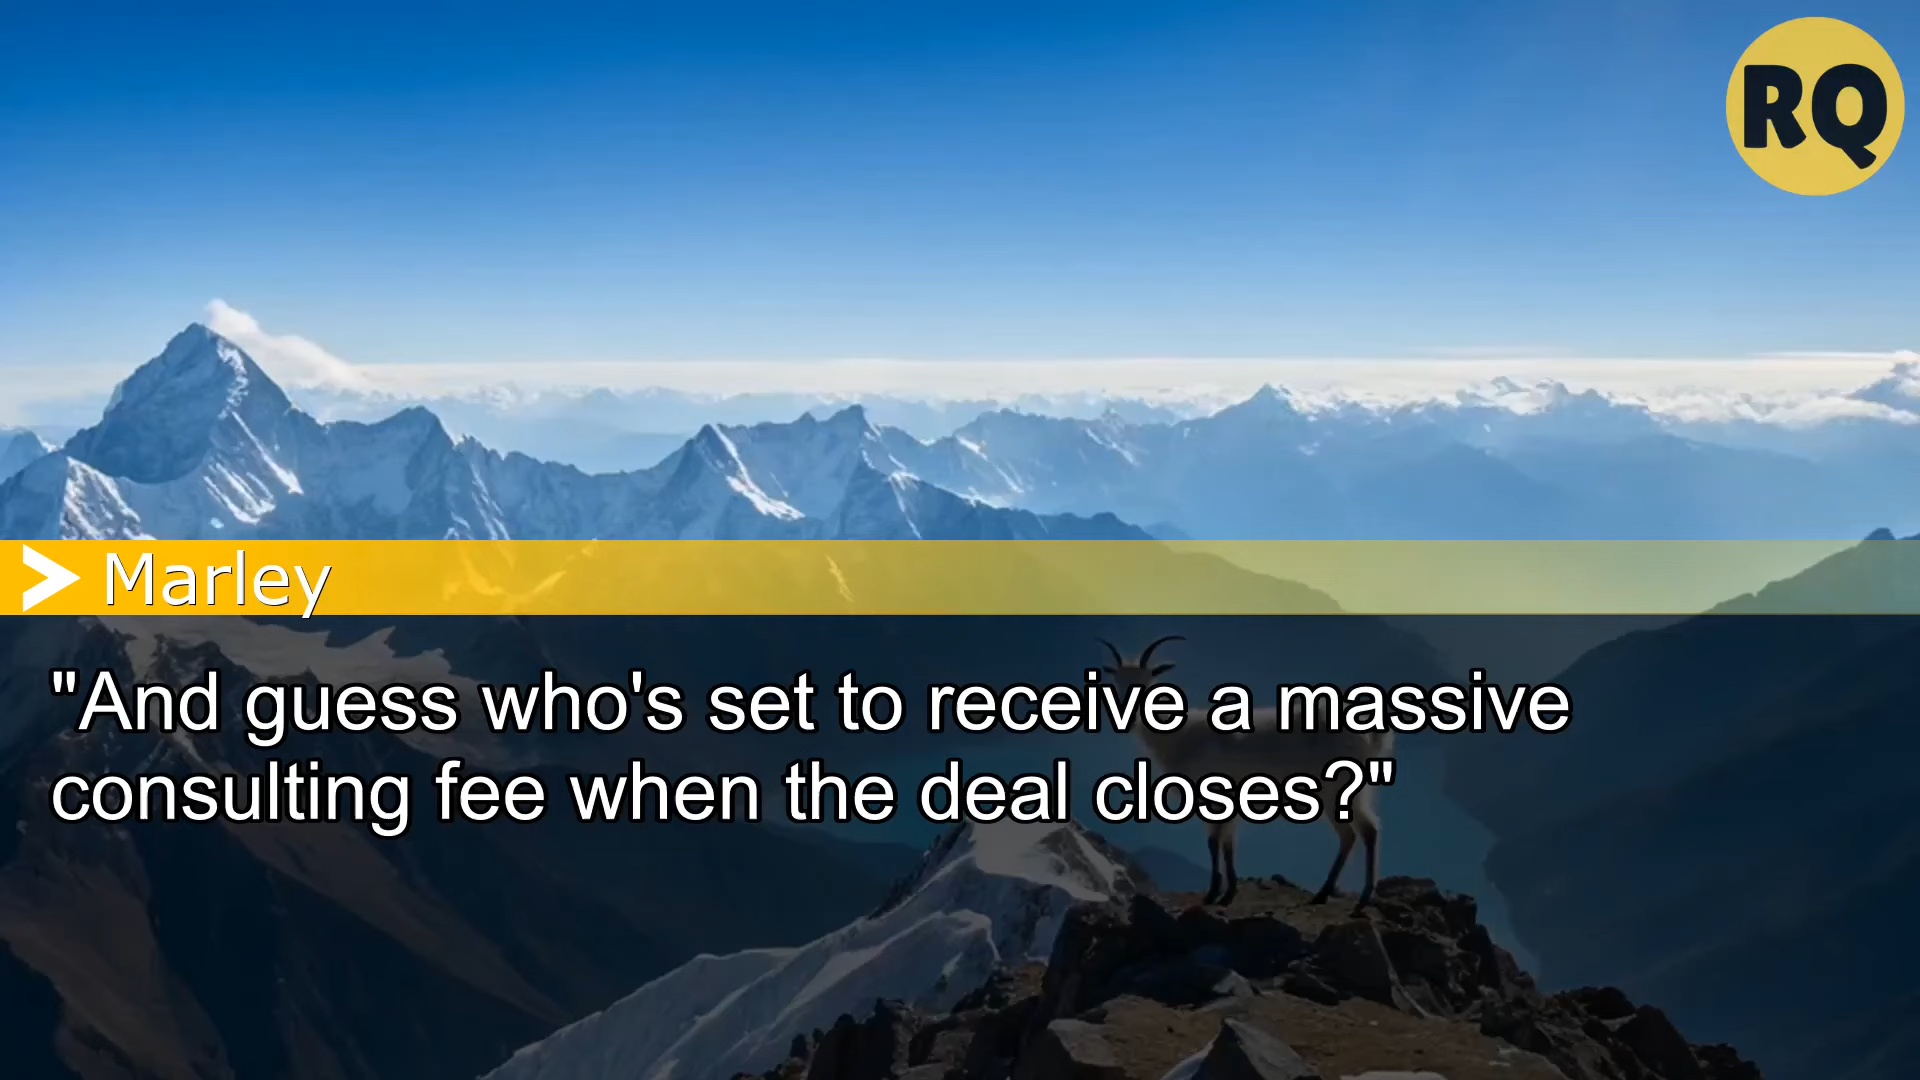 RQ
Marley
"And guess who's set to receive a massive
consulting fee when the deal closes?"